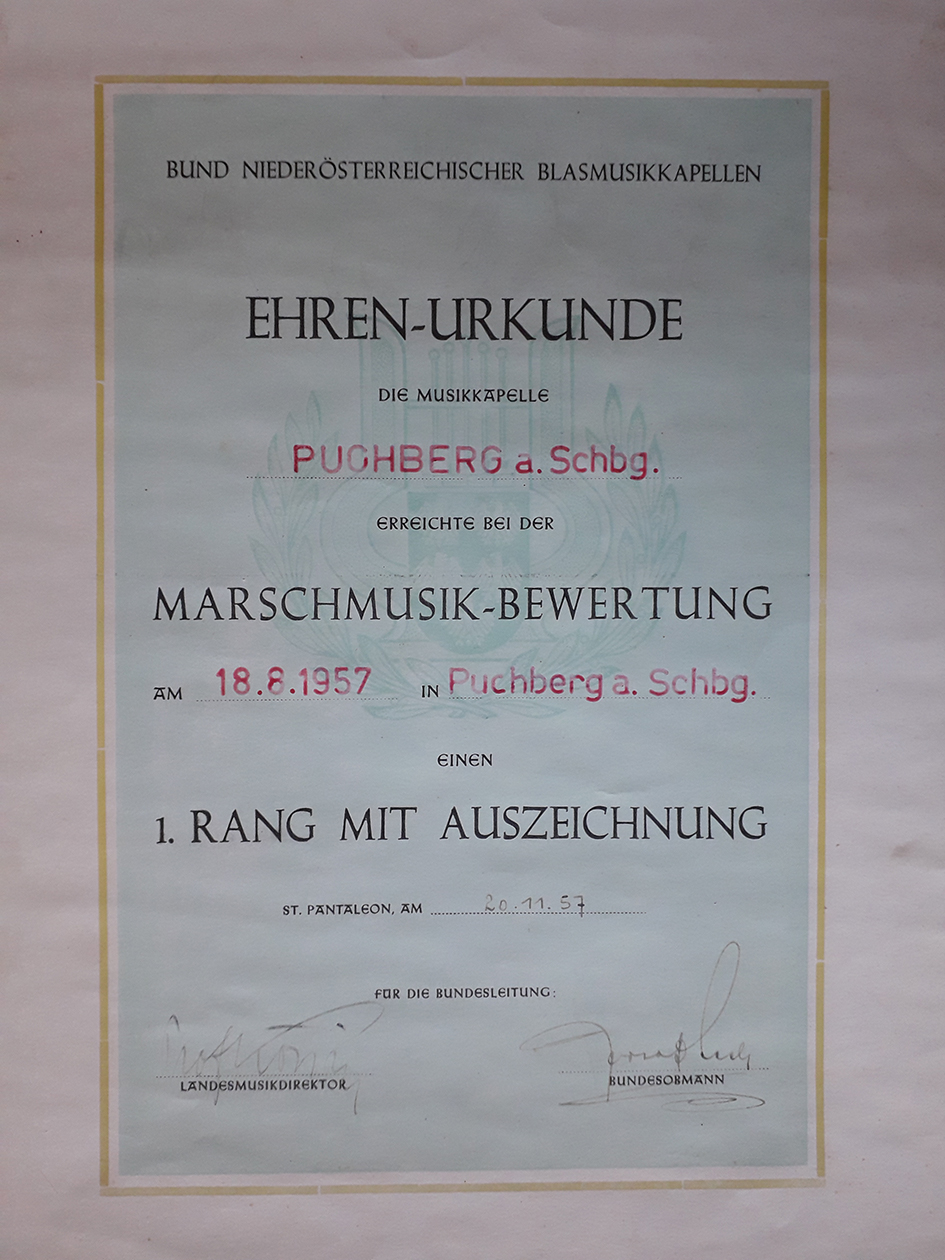 BUND NIEDERÖSTERREICHISCHER BLASMUSIKKAPELLEN
EHREN-URKUNDE
DIE MUSIKKAPELLE
PUCHBERG a. Schbg.
ERREICHTE BEI DER
MARSCHMUSIK-BEWERTUNG
AM 18.8.1957 IN Puchberg a. Schbg.
EINEN
1. RANG MIT AUSZEICHNUNG
ST. PANTALEON, AM 20.11.57
FÜR DIE BUNDESLEITUNG:
LANDESMUSIKDIREKTOR BUNDESOBMANN